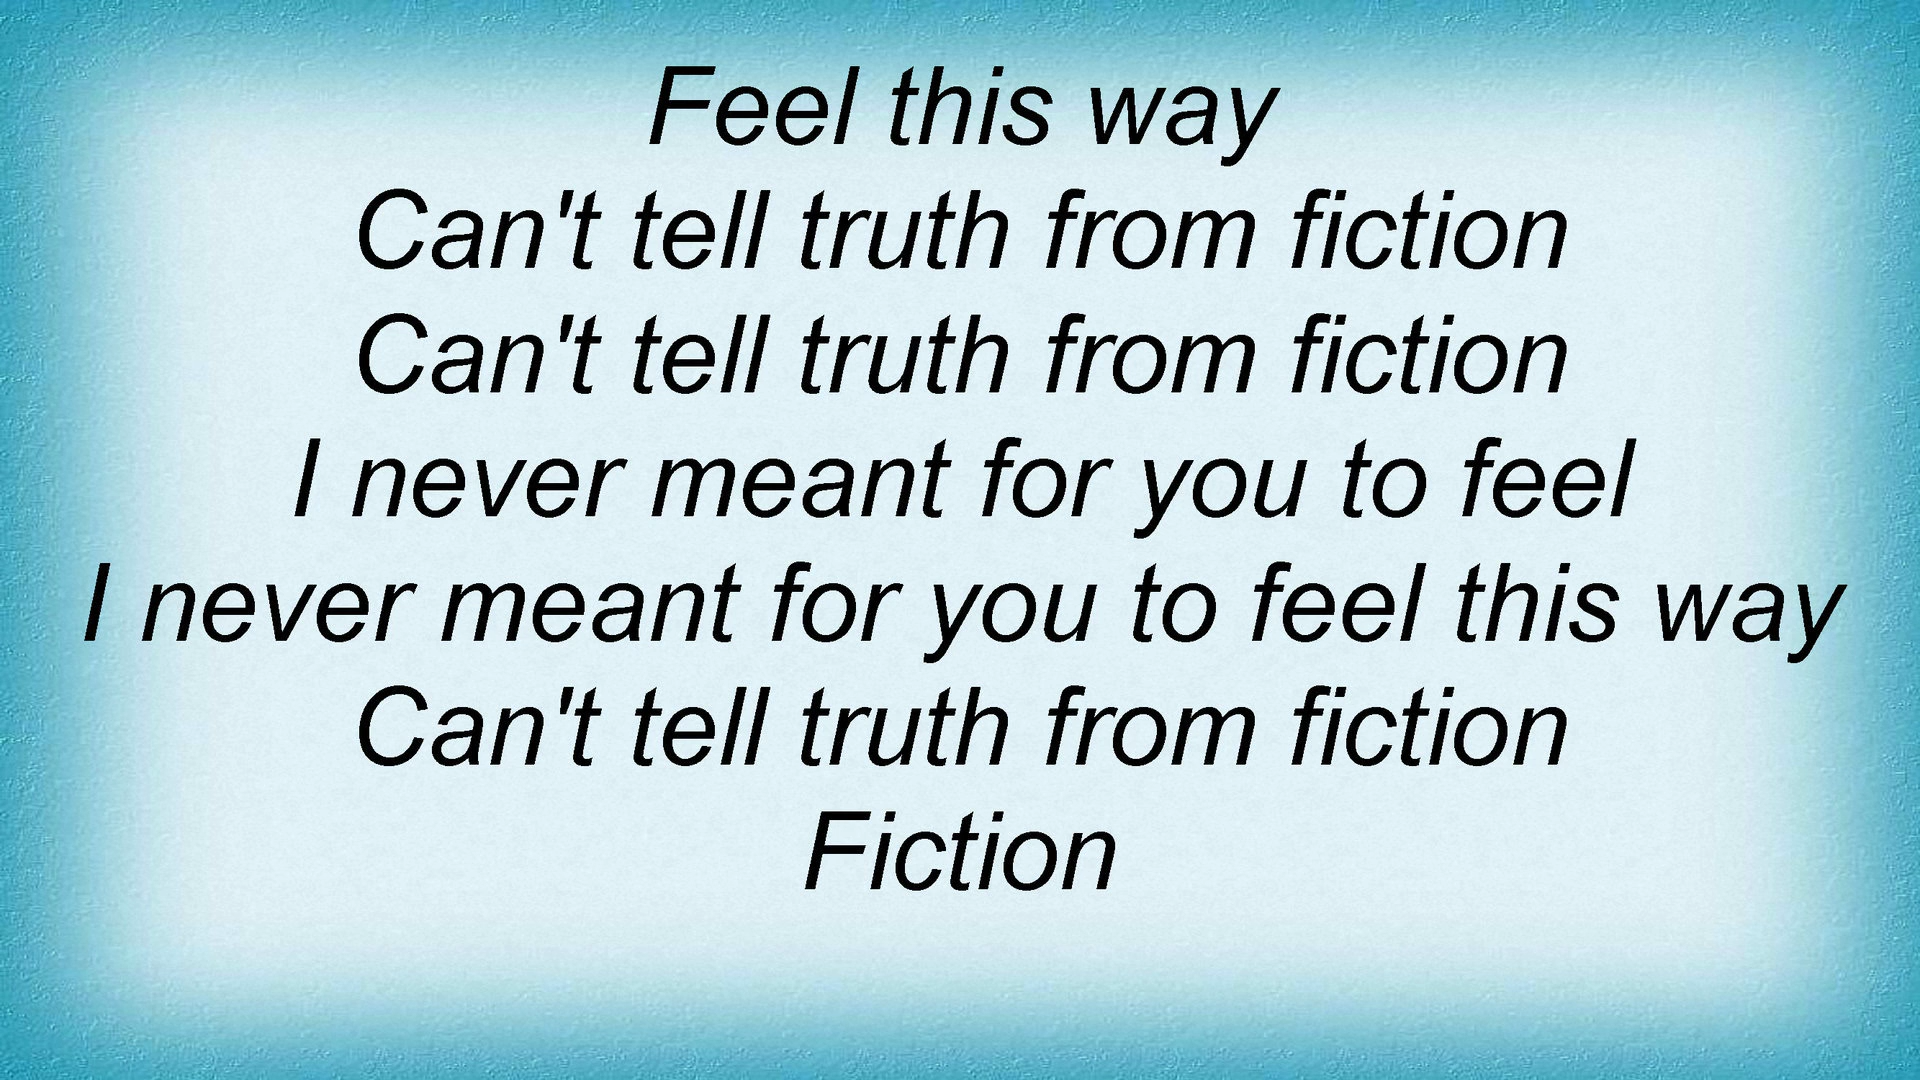 Feel this way
Can't tell truth from fiction
Can't tell truth from fiction
I never meant for you to feel
I never meant for you to feel this way
Can't tell truth from fiction
Fiction